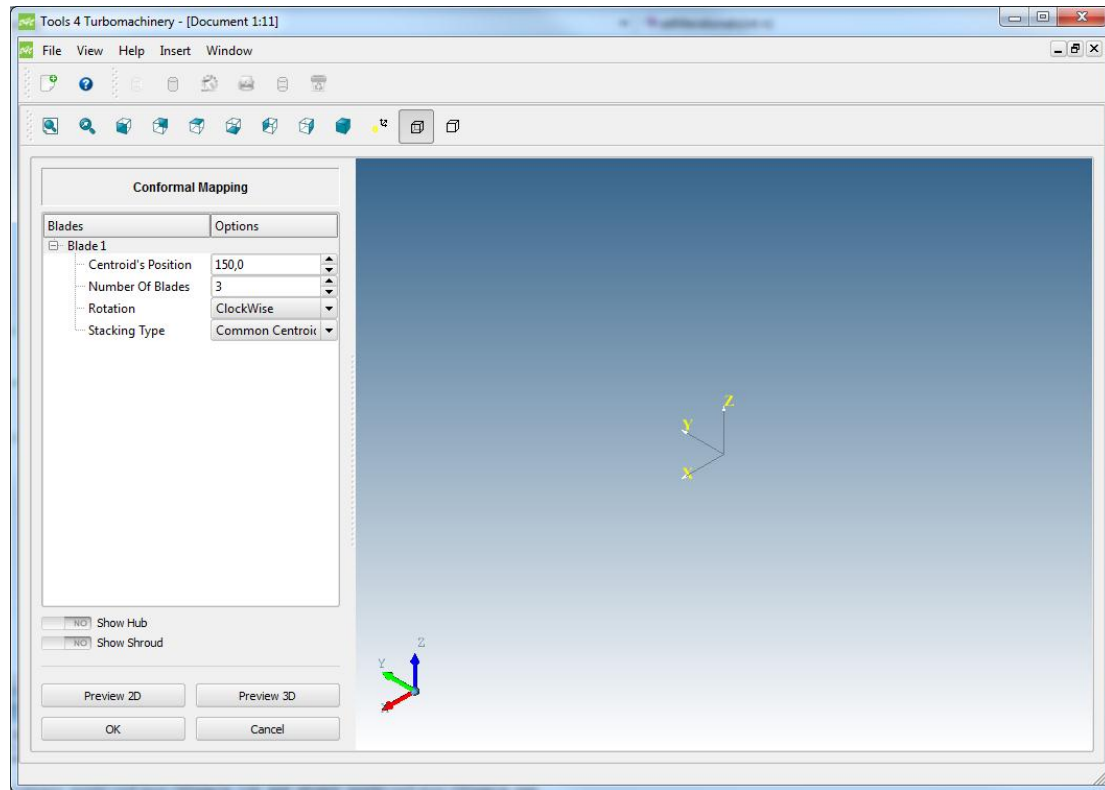 Tools 4 Turbomachinery - [Document 1:11]
File View Help Insert Window
Conformal Mapping
Blades Options
Blade 1
Centroid's Position 150,0
Number Of Blades 3
Rotation ClockWise
Stacking Type Common Centroic
Z
Y
X
NO Show Hub
NO Show Shroud
Z
Y
X
Preview 2D Preview 3D
OK Cancel